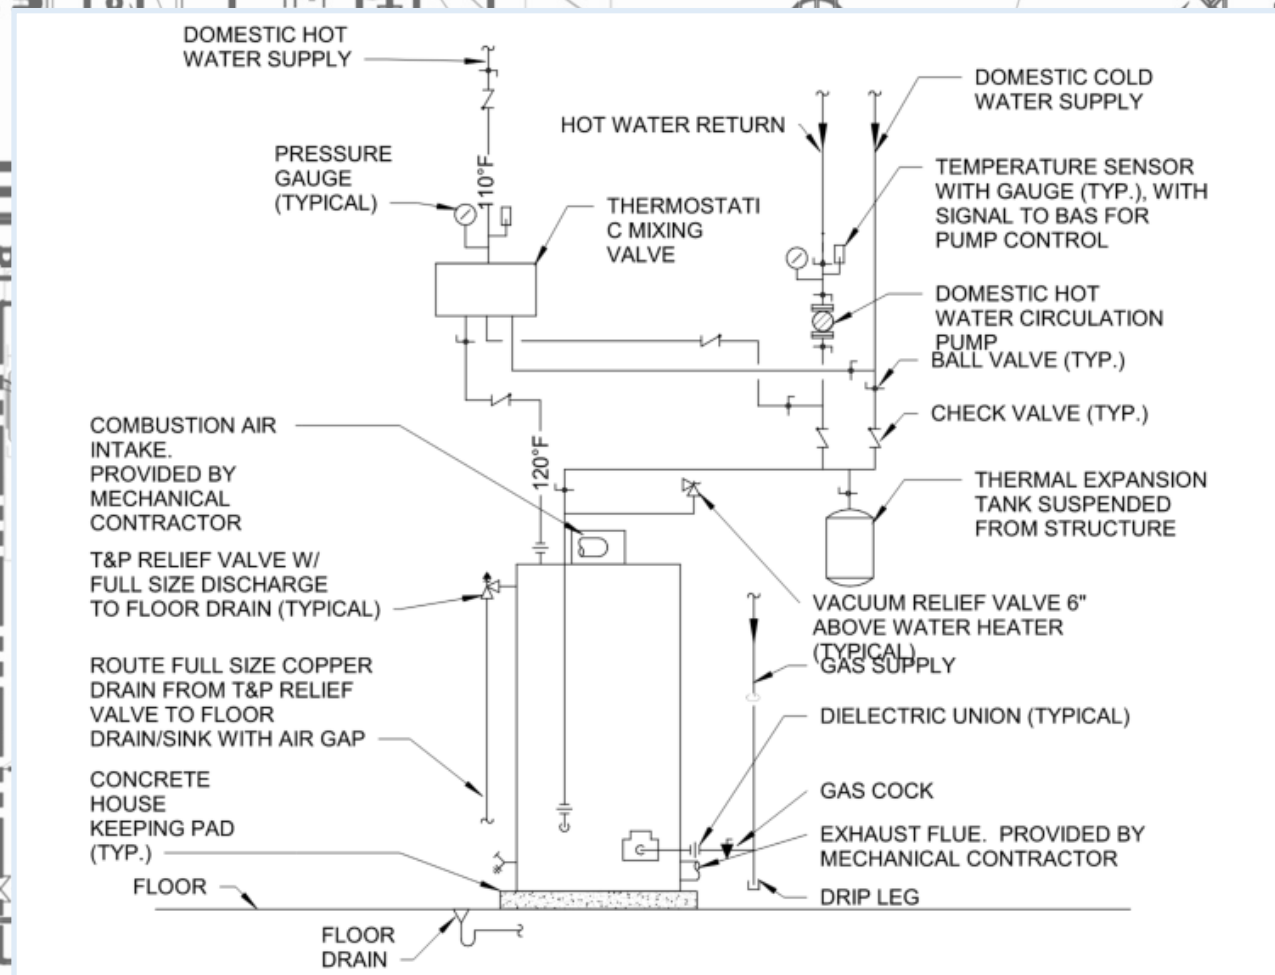 DOMESTIC HOT
WATER SUPPLY
DOMESTIC COLD
WATER SUPPLY
HOT WATER RETURN
PRESSURE
GAUGE
(TYPICAL)
110°F
TEMPERATURE SENSOR
WITH GAUGE (TYP.), WITH
SIGNAL TO BAS FOR
PUMP CONTROL
THERMOSTATI
C MIXING
VALVE
DOMESTIC HOT
WATER CIRCULATION
PUMP
BALL VALVE (TYP.)
CHECK VALVE (TYP.)
COMBUSTION AIR
INTAKE.
PROVIDED BY
MECHANICAL
CONTRACTOR
120°F
THERMAL EXPANSION
TANK SUSPENDED
FROM STRUCTURE
T&P RELIEF VALVE W/
FULL SIZE DISCHARGE
TO FLOOR DRAIN (TYPICAL)
VACUUM RELIEF VALVE 6"
ABOVE WATER HEATER
(TYPICAL)
GAS SUPPLY
ROUTE FULL SIZE COPPER
DRAIN FROM T&P RELIEF
VALVE TO FLOOR
DRAIN/SINK WITH AIR GAP
DIELECTRIC UNION (TYPICAL)
CONCRETE
HOUSE
KEEPING PAD
(TYP.)
GAS COCK
EXHAUST FLUE.  PROVIDED BY
MECHANICAL CONTRACTOR
FLOOR
DRIP LEG
FLOOR
DRAIN